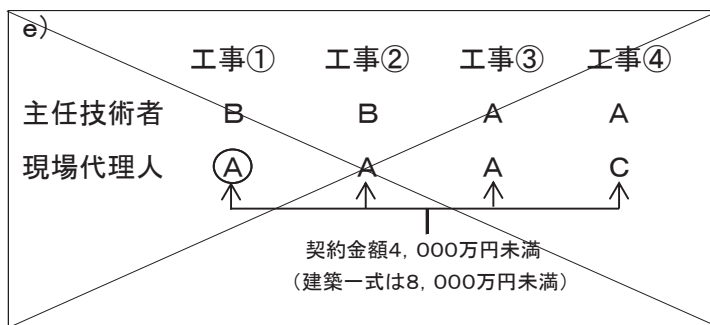 e）
工事① 工事② 工事③ 工事④
主任技術者 B B A A
現場代理人 A A A C
契約金額4，000万円未満
（建築一式は8，000万円未満）